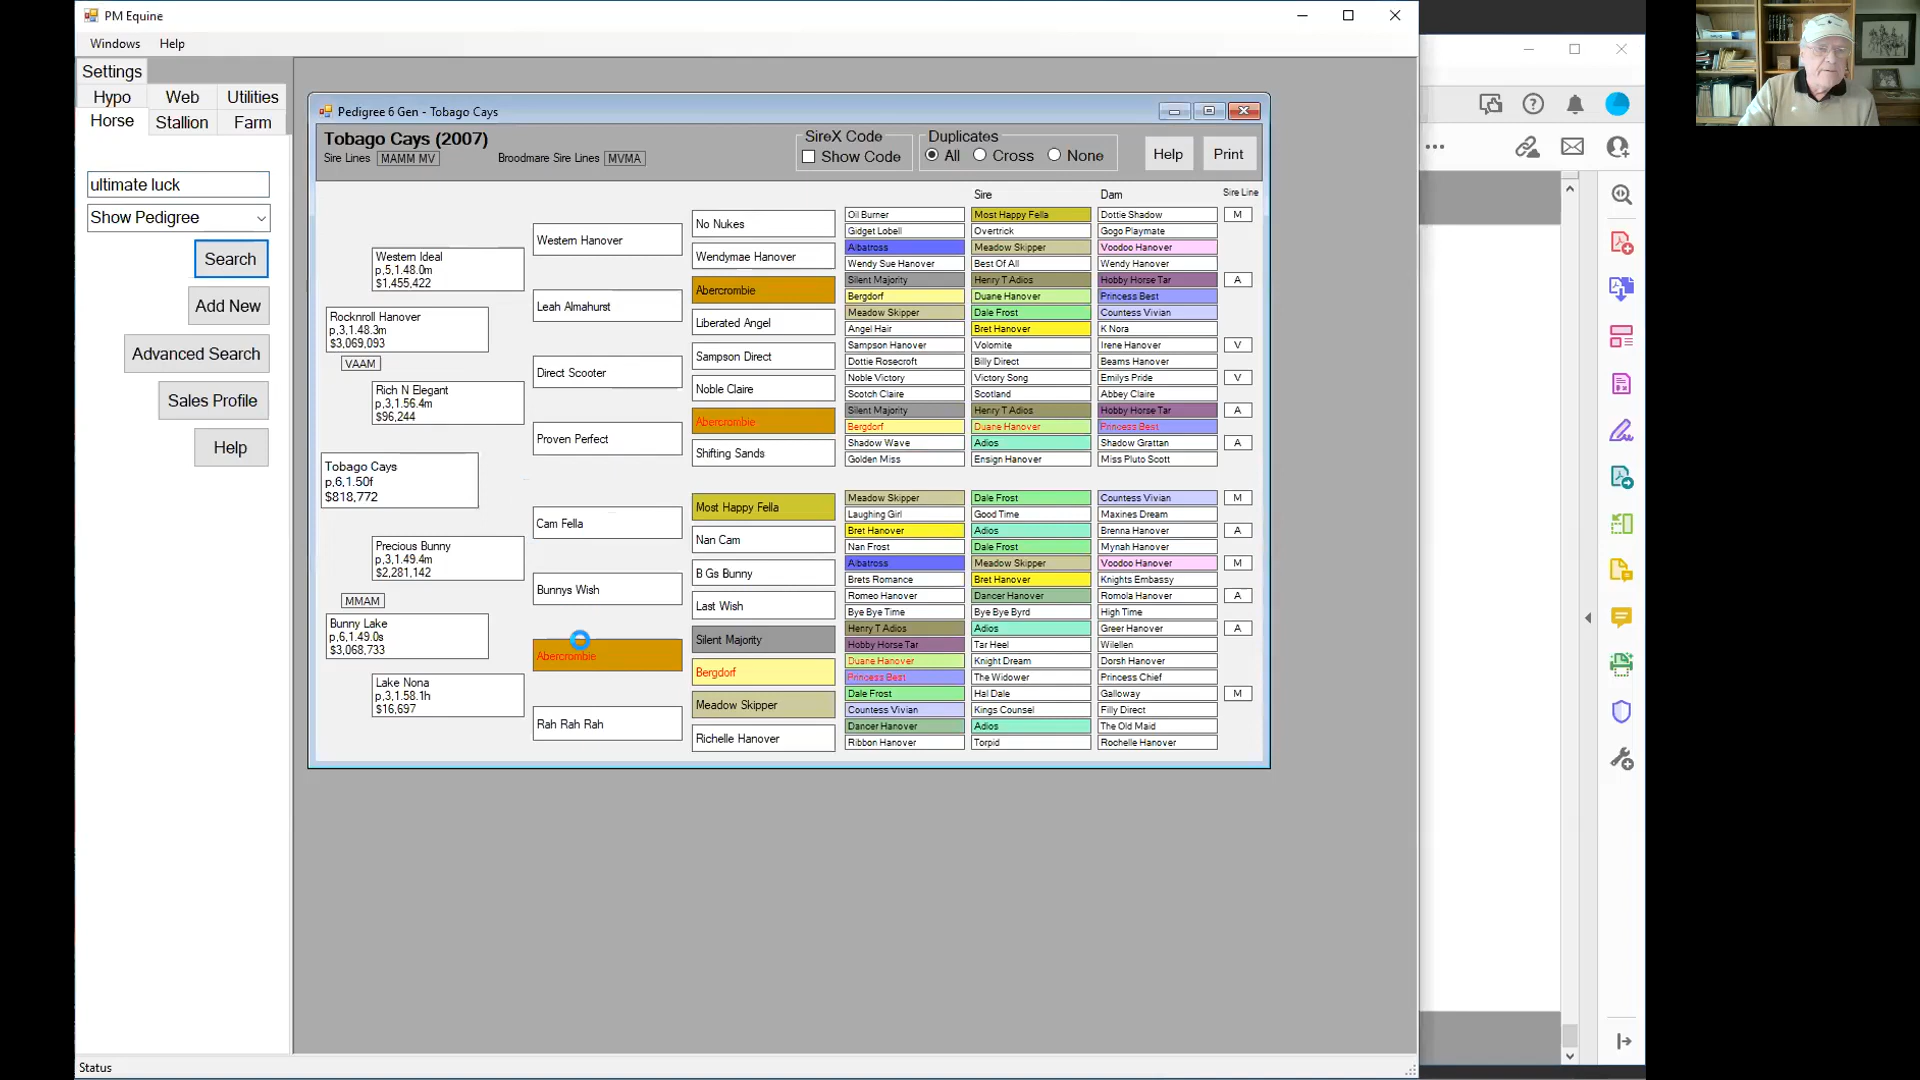 PM Equine
Windows Help
Settings
Hypo Web Utilities
Horse Stallion Farm
ultimate luck
Show Pedigree
Search
Add New
Advanced Search
Sales Profile
Help
Pedigree 6 Gen - Tobago Cays
Tobago Cays (2007)
Sire Lines MAMM MV Broodmare Sire Lines MVMA
SireX Code
Show Code
Duplicates
All Cross None
Help Print
Tobago Cays
p,6,1.50f
$818,772
Rocknroll Hanover
p,3,1.48.3m
$3,069,093
VAAM
MMAM
Bunny Lake
p,6,1.49.0s
$3,068,733
Western Ideal
p,5,1.48.0m
$1,455,422
Rich N Elegant
p,3,1.56.4m
$96,244
Precious Bunny
p,3,1.49.4m
$2,281,142
Lake Nona
p,3,1.58.1h
$16,697
Western Hanover
Leah Almahurst
Direct Scooter
Proven Perfect
Cam Fella
Bunnys Wish
Abercrombie
Rah Rah Rah
No Nukes
Wendymae Hanover
Abercrombie
Liberated Angel
Sampson Direct
Noble Claire
Abercrombie
Shifting Sands
Most Happy Fella
Nan Cam
B Gs Bunny
Last Wish
Silent Majority
Bergdorf
Meadow Skipper
Richelle Hanover
Sire Dam Sire Line
Oil Burner Most Happy Fella Dottie Shadow M
Gidget Lobell Overtrick Gogo Playmate
Albatross Meadow Skipper Voodoo Hanover
Wendy Sue Hanover Best Of All Wendy Hanover
Silent Majority Henry T Adios Hobby Horse Tar A
Bergdorf Duane Hanover Princess Best
Meadow Skipper Dale Frost Countess Vivian
Angel Hair Bret Hanover K Nora
Sampson Hanover Volomite Irene Hanover V
Dottie Rosecroft Billy Direct Beams Hanover
Noble Victory Victory Song Emilys Pride V
Scotch Claire Scotland Abbey Claire
Silent Majority Henry T Adios Hobby Horse Tar A
Bergdorf Duane Hanover Princess Best
Shadow Wave Adios Shadow Grattan A
Golden Miss Ensign Hanover Miss Pluto Scott
Meadow Skipper Dale Frost Countess Vivian M
Laughing Girl Good Time Maxines Dream
Bret Hanover Adios Brenna Hanover A
Nan Frost Dale Frost Mynah Hanover
Albatross Meadow Skipper Voodoo Hanover M
Brets Romance Bret Hanover Knights Embassy
Romeo Hanover Dancer Hanover Romola Hanover A
Bye Bye Time Bye Bye Byrd High Time
Henry T Adios Adios Greer Hanover A
Hobby Horse Tar Tar Heel Wilellen
Duane Hanover Knight Dream Dorsh Hanover
Princess Best The Widower Princess Chief
Dale Frost Hal Dale Galloway M
Countess Vivian Kings Counsel Filly Direct
Dancer Hanover Adios The Old Maid
Ribbon Hanover Torpid Rochelle Hanover
Status